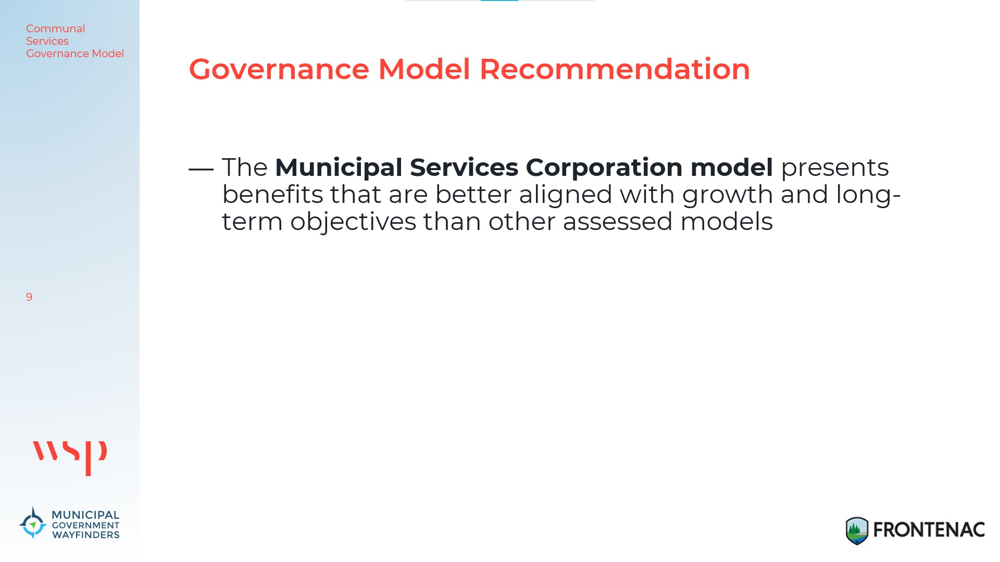 Communal
Services
Governance Model
Governance Model Recommendation
— The Municipal Services Corporation model presents
benefits that are better aligned with growth and long-
term objectives than other assessed models
9
wsp
MUNICIPAL
GOVERNMENT
WAYFINDERS
FRONTENAC